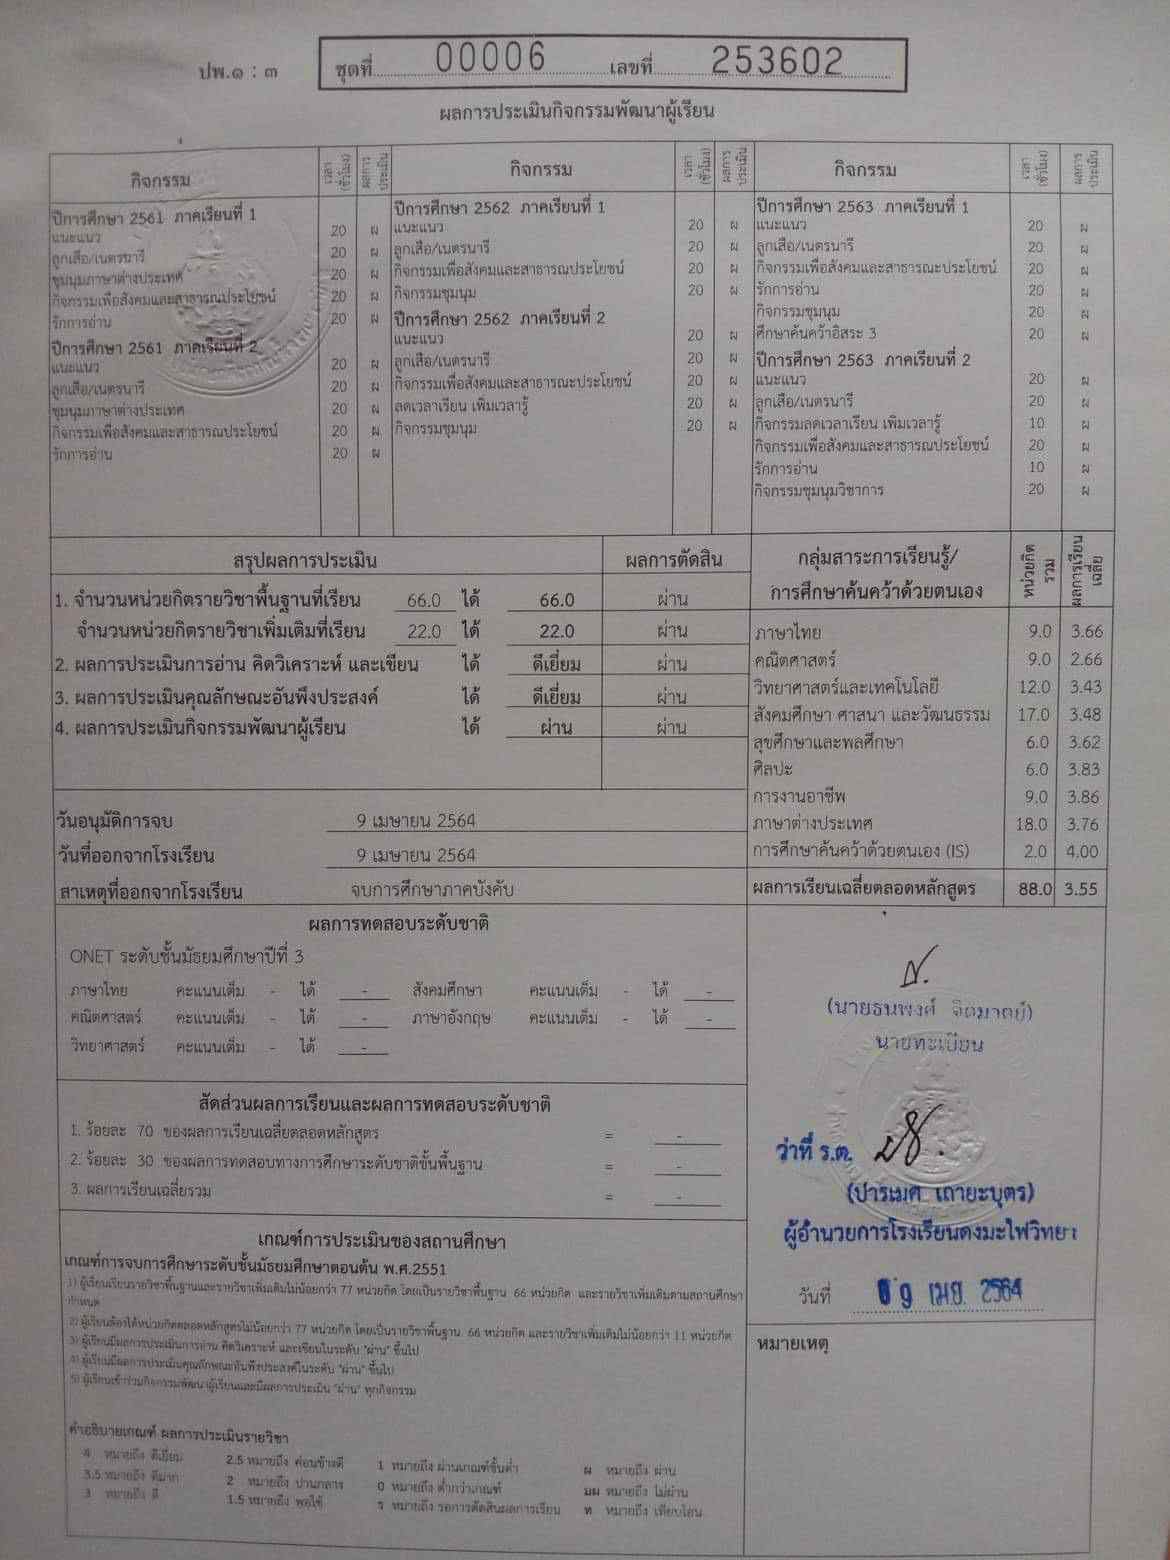 ปพ.๑ : ๓
ชุดที่ 00006 เลขที่ 253602
ผลการประเมินกิจกรรมพัฒนาผู้เรียน
กิจกรรม เวลา (ชั่วโมง) ผลการประเมิน
ปีการศึกษา 2561 ภาคเรียนที่ 1
แนะแนว 20 ผ
ลูกเสือ/เนตรนารี 20 ผ
ชุมนุมภาษาต่างประเทศ 20 ผ
กิจกรรมเพื่อสังคมและสาธารณประโยชน์ 20 ผ
รักการอ่าน 20 ผ
ปีการศึกษา 2561 ภาคเรียนที่ 2
แนะแนว 20 ผ
ลูกเสือ/เนตรนารี 20 ผ
ชุมนุมภาษาต่างประเทศ 20 ผ
กิจกรรมเพื่อสังคมและสาธารณประโยชน์ 20 ผ
รักการอ่าน 20 ผ
กิจกรรม เวลา (ชั่วโมง) ผลการประเมิน
ปีการศึกษา 2562 ภาคเรียนที่ 1
แนะแนว 20 ผ
ลูกเสือ/เนตรนารี 20 ผ
กิจกรรมเพื่อสังคมและสาธารณะประโยชน์ 20 ผ
กิจกรรมชุมนุม 20 ผ
ปีการศึกษา 2562 ภาคเรียนที่ 2
แนะแนว 20 ผ
ลูกเสือ/เนตรนารี 20 ผ
กิจกรรมเพื่อสังคมและสาธารณะประโยชน์ 20 ผ
ลดเวลาเรียน เพิ่มเวลารู้ 20 ผ
กิจกรรมชุมนุม 20 ผ
กิจกรรม เวลา (ชั่วโมง) ผลการประเมิน
ปีการศึกษา 2563 ภาคเรียนที่ 1
แนะแนว 20 ผ
ลูกเสือ/เนตรนารี 20 ผ
กิจกรรมเพื่อสังคมและสาธารณะประโยชน์ 20 ผ
รักการอ่าน 20 ผ
กิจกรรมชุมนุม 20 ผ
ศึกษาค้นคว้าอิสระ 3 20 ผ
ปีการศึกษา 2563 ภาคเรียนที่ 2
แนะแนว 20 ผ
ลูกเสือ/เนตรนารี 20 ผ
กิจกรรมลดเวลาเรียน เพิ่มเวลารู้ 10 ผ
กิจกรรมเพื่อสังคมและสาธารณประโยชน์ 20 ผ
รักการอ่าน 10 ผ
กิจกรรมชุมนุมวิชาการ 20 ผ
สรุปผลการประเมิน ผลการตัดสิน
1. จำนวนหน่วยกิตรายวิชาพื้นฐานที่เรียน 66.0 ได้ 66.0 ผ่าน
จำนวนหน่วยกิตรายวิชาเพิ่มเติมที่เรียน 22.0 ได้ 22.0 ผ่าน
2. ผลการประเมินการอ่าน คิดวิเคราะห์ และเขียน ได้ ดีเยี่ยม ผ่าน
3. ผลการประเมินคุณลักษณะอันพึงประสงค์ ได้ ดีเยี่ยม ผ่าน
4. ผลการประเมินกิจกรรมพัฒนาผู้เรียน ได้ ผ่าน ผ่าน
วันอนุมัติการจบ 9 เมษายน 2564
วันที่ออกจากโรงเรียน 9 เมษายน 2564
สาเหตุที่ออกจากโรงเรียน จบการศึกษาภาคบังคับ
กลุ่มสาระการเรียนรู้/
การศึกษาค้นคว้าด้วยตนเอง หน่วยกิตรวม ผลการเรียนเฉลี่ย
ภาษาไทย 9.0 3.66
คณิตศาสตร์ 9.0 2.66
วิทยาศาสตร์และเทคโนโลยี 12.0 3.43
สังคมศึกษา ศาสนา และวัฒนธรรม 17.0 3.48
สุขศึกษาและพลศึกษา 6.0 3.62
ศิลปะ 6.0 3.83
การงานอาชีพ 9.0 3.86
ภาษาต่างประเทศ 18.0 3.76
การศึกษาค้นคว้าด้วยตนเอง (IS) 2.0 4.00
ผลการเรียนเฉลี่ยตลอดหลักสูตร 88.0 3.55
ผลการทดสอบระดับชาติ
ONET ระดับชั้นมัธยมศึกษาปีที่ 3
ภาษาไทย คะแนนเต็ม - ได้ - สังคมศึกษา คะแนนเต็ม - ได้ -
คณิตศาสตร์ คะแนนเต็ม - ได้ - ภาษาอังกฤษ คะแนนเต็ม - ได้ -
วิทยาศาสตร์ คะแนนเต็ม - ได้ -
สัดส่วนผลการเรียนและผลการทดสอบระดับชาติ
1. ร้อยละ 70 ของผลการเรียนเฉลี่ยตลอดหลักสูตร = -
2. ร้อยละ 30 ของผลการทดสอบทางการศึกษาระดับชาติขั้นพื้นฐาน = -
3. ผลการเรียนเฉลี่ยรวม = -
เกณฑ์การประเมินของสถานศึกษา
เกณฑ์การจบการศึกษาระดับชั้นมัธยมศึกษาตอนต้น พ.ศ.2551
1) ผู้เรียนเรียนรายวิชาพื้นฐานและรายวิชาเพิ่มเติมไม่น้อยกว่า 77 หน่วยกิต โดยเป็นรายวิชาพื้นฐาน 66 หน่วยกิต และรายวิชาเพิ่มเติมตามสถานศึกษา
กำหนด
2) ผู้เรียนต้องได้หน่วยกิตตลอดหลักสูตรไม่น้อยกว่า 77 หน่วยกิต โดยเป็นรายวิชาพื้นฐาน 66 หน่วยกิต และรายวิชาเพิ่มเติมไม่น้อยกว่า 11 หน่วยกิต
3) ผู้เรียนมีผลการประเมินการอ่าน คิดวิเคราะห์ และเขียนในระดับ "ผ่าน" ขึ้นไป
4) ผู้เรียนมีผลการประเมินคุณลักษณะอันพึงประสงค์ในระดับ "ผ่าน" ขึ้นไป
5) ผู้เรียนเข้าร่วมกิจกรรมพัฒนาผู้เรียนและมีผลการประเมิน "ผ่าน" ทุกกิจกรรม
คำอธิบายเกณฑ์ ผลการประเมินรายวิชา
4 หมายถึง ดีเยี่ยม 2.5 หมายถึง ค่อนข้างดี 1 หมายถึง ผ่านเกณฑ์ขั้นต่ำ ผ หมายถึง ผ่าน
3.5 หมายถึง ดีมาก 2 หมายถึง ปานกลาง 0 หมายถึง ต่ำกว่าเกณฑ์ มผ หมายถึง ไม่ผ่าน
3 หมายถึง ดี 1.5 หมายถึง พอใช้ ร หมายถึง รอการตัดสินผลการเรียน ท หมายถึง เทียบโอน
(นายธนพงศ์ จิตมาตย์)
นายทะเบียน
ว่าที่ ร.ต.
(ปารเมศ เถายะบุตร)
ผู้อำนวยการโรงเรียนดงมะไฟวิทยา
วันที่ 09 เม.ย. 2564
หมายเหตุ